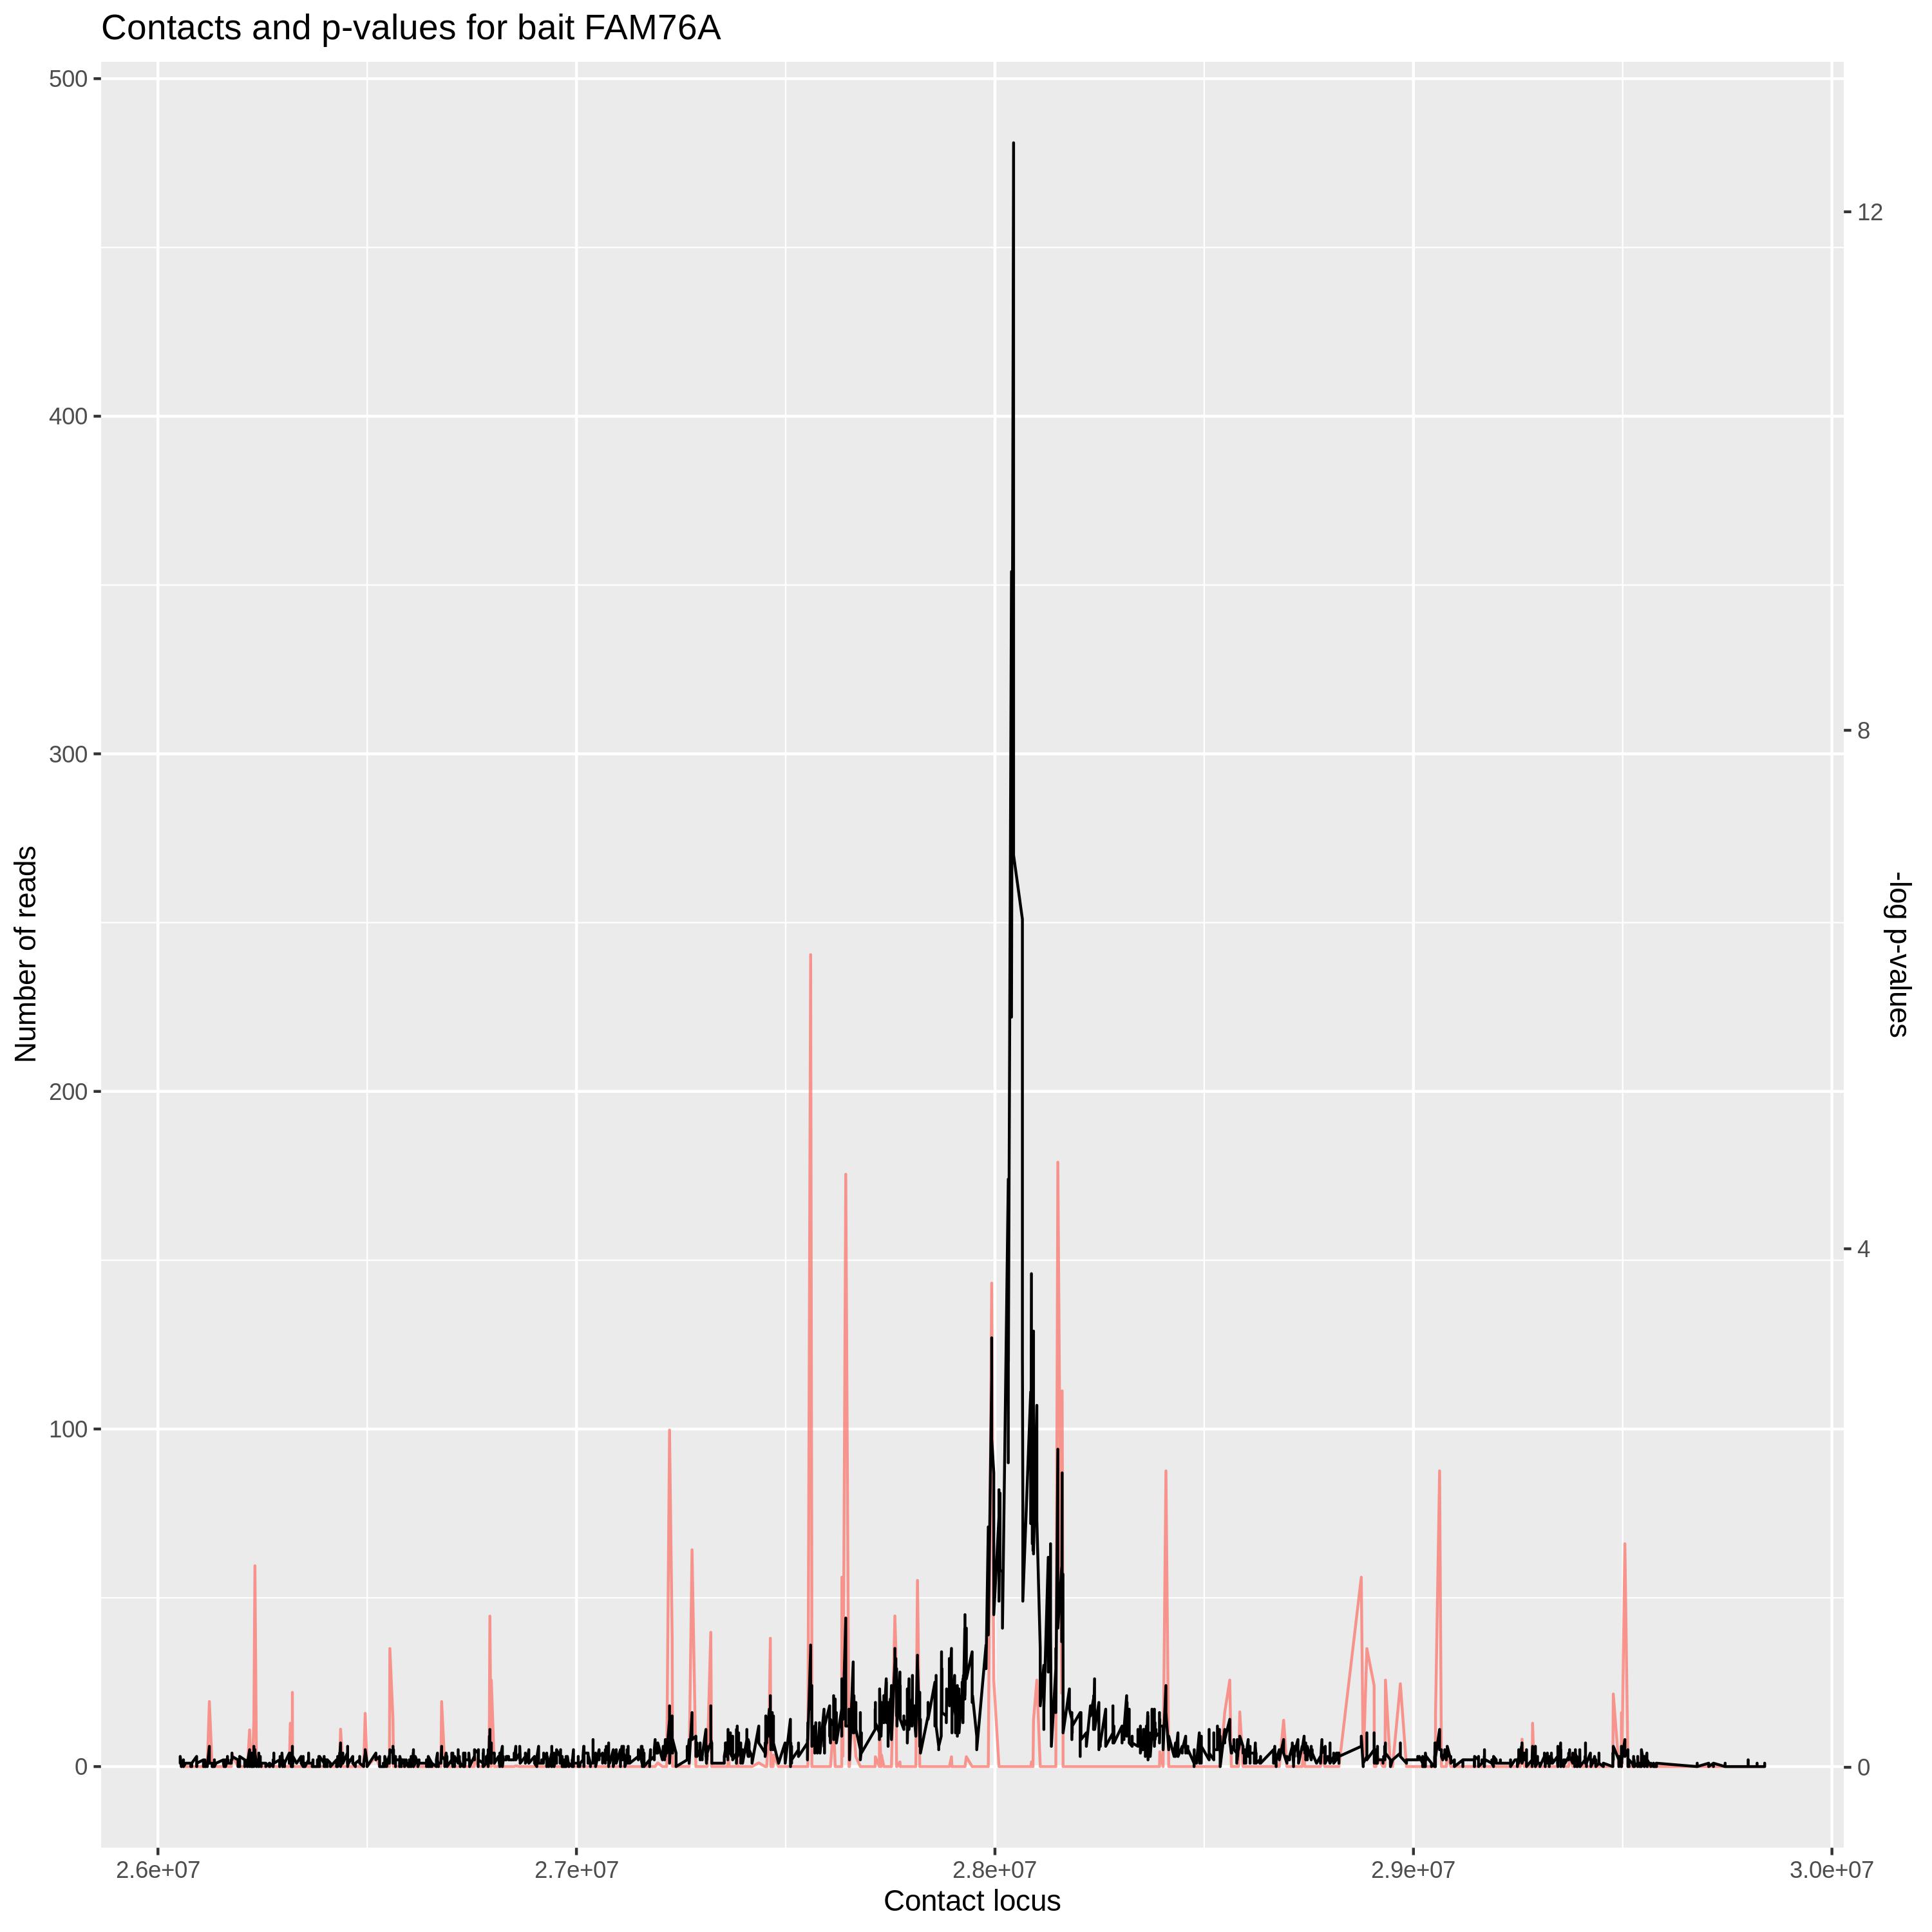 Contacts and p-values for bait FAM76A
500
400
300
200
100
0
Number of reads
12
8
4
0
-log p-values
2.6e+07 2.7e+07 2.8e+07 2.9e+07 3.0e+07
Contact locus